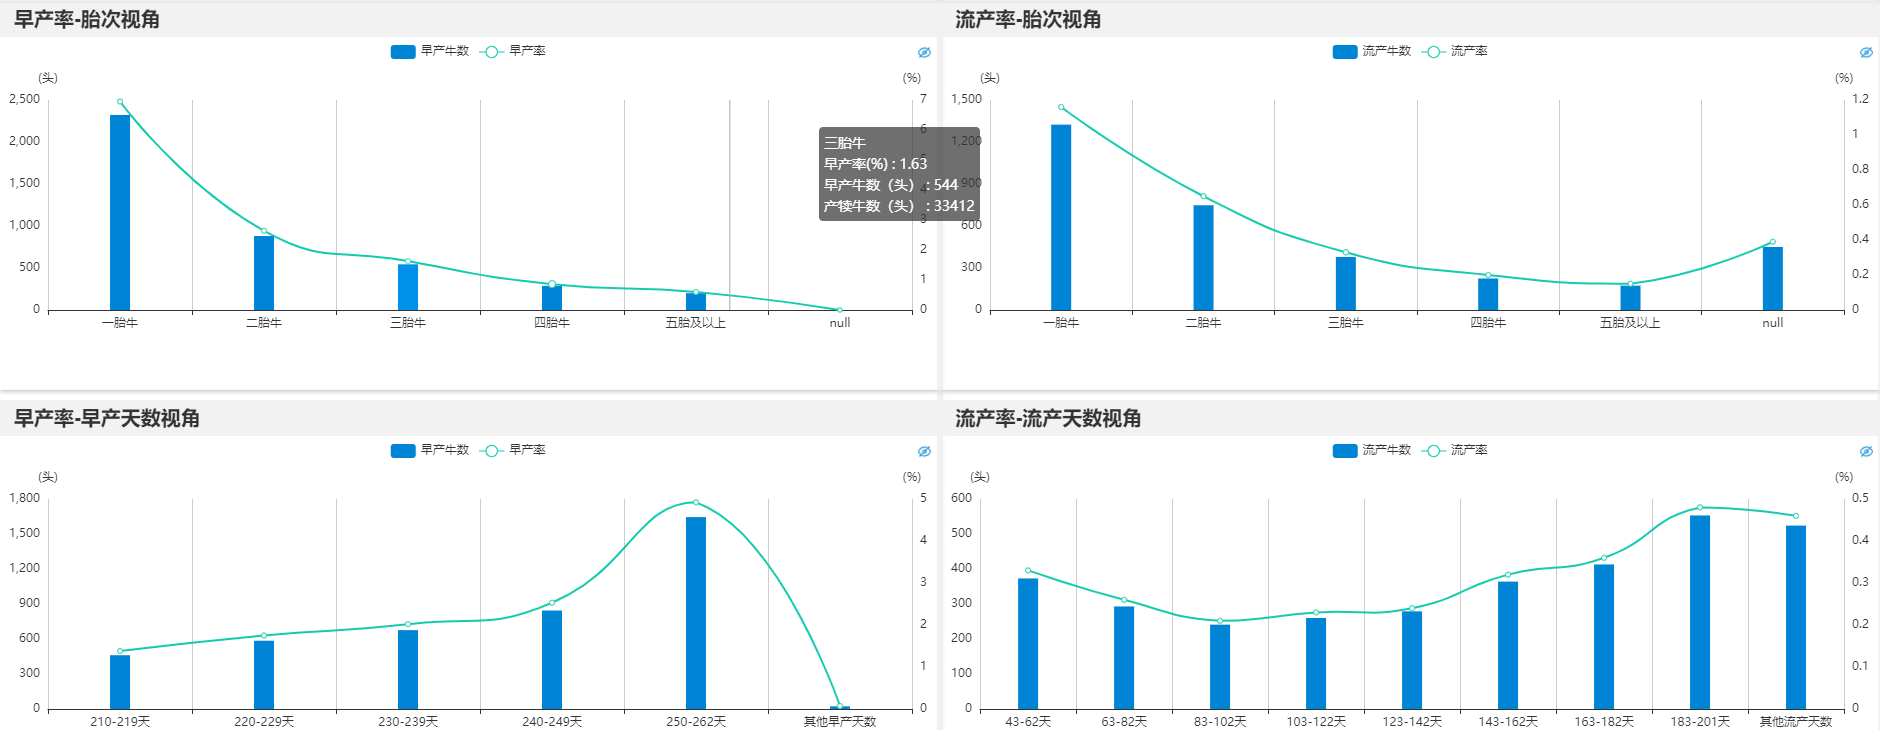 早产率-胎次视角
早产牛数 早产率
(头) (%)
2,500 7
2,000 6
1,500 5
1,000 4
500 3
0 2
1
0
三胎牛
早产率(%) : 1.63
早产牛数（头） : 544
产犊牛数（头） : 33412
一胎牛 二胎牛 三胎牛 四胎牛 五胎及以上 null
流产率-胎次视角
流产牛数 流产率
(头) (%)
1,500 1.2
1,200 1
900 0.8
600 0.6
300 0.4
0 0.2
0
一胎牛 二胎牛 三胎牛 四胎牛 五胎及以上 null
早产率-早产天数视角
早产牛数 早产率
(头) (%)
1,800 5
1,500 4
1,200 3
900 2
600 1
300 0
0
210-219天 220-229天 230-239天 240-249天 250-262天 其他早产天数
流产率-流产天数视角
流产牛数 流产率
(头) (%)
600 0.5
500 0.4
400 0.3
300 0.2
200 0.1
100 0
0
43-62天 63-82天 83-102天 103-122天 123-142天 143-162天 163-182天 183-201天 其他流产天数